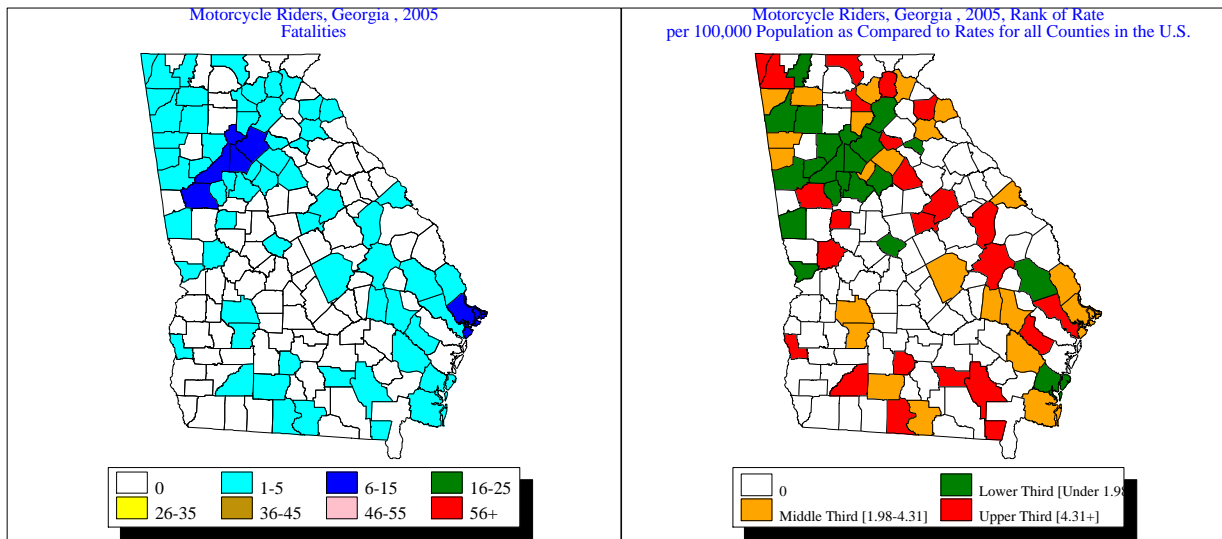 Motorcycle Riders, Georgia , 2005
Fatalities
0
1-5
6-15
16-25
26-35
36-45
46-55
56+
Motorcycle Riders, Georgia , 2005, Rank of Rate
per 100,000 Population as Compared to Rates for all Counties in the U.S.
0
Lower Third [Under 1.98
Middle Third [1.98-4.31]
Upper Third [4.31+]